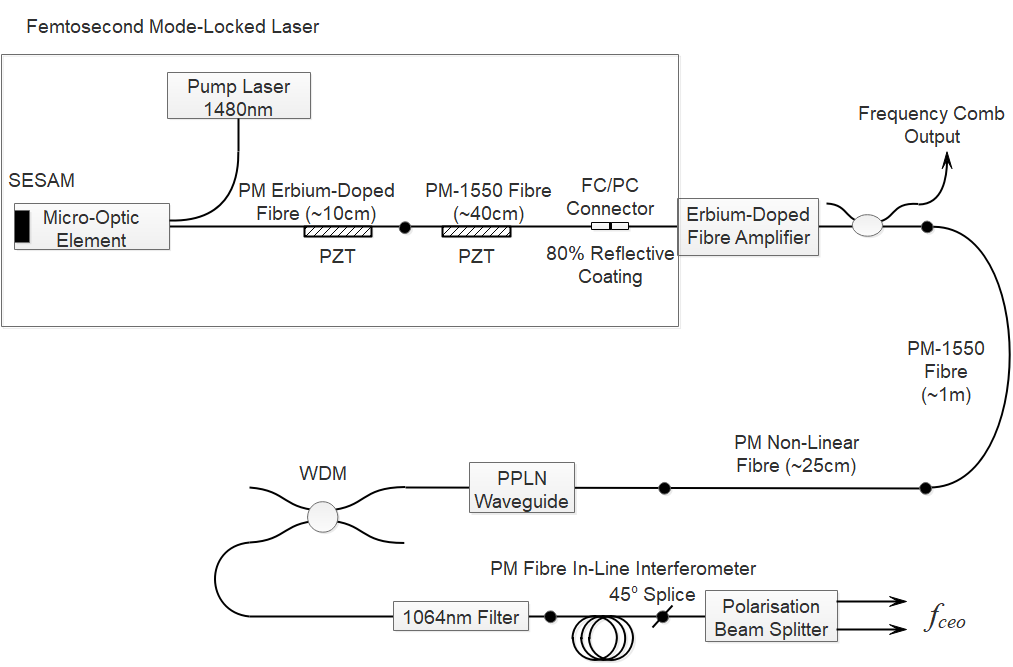 Femtosecond Mode-Locked Laser
Pump Laser
1480nm
Frequency Comb
Output
SESAM
Micro-Optic
Element
PM Erbium-Doped
Fibre (~10cm)
PZT
PM-1550 Fibre
(~40cm)
PZT
FC/PC
Connector
80% Reflective
Coating
Erbium-Doped
Fibre Amplifier
PM-1550
Fibre
(~1m)
PM Non-Linear
Fibre (~25cm)
PPLN
Waveguide
WDM
PM Fibre In-Line Interferometer
45° Splice
1064nm Filter
Polarisation
Beam Splitter
fceo